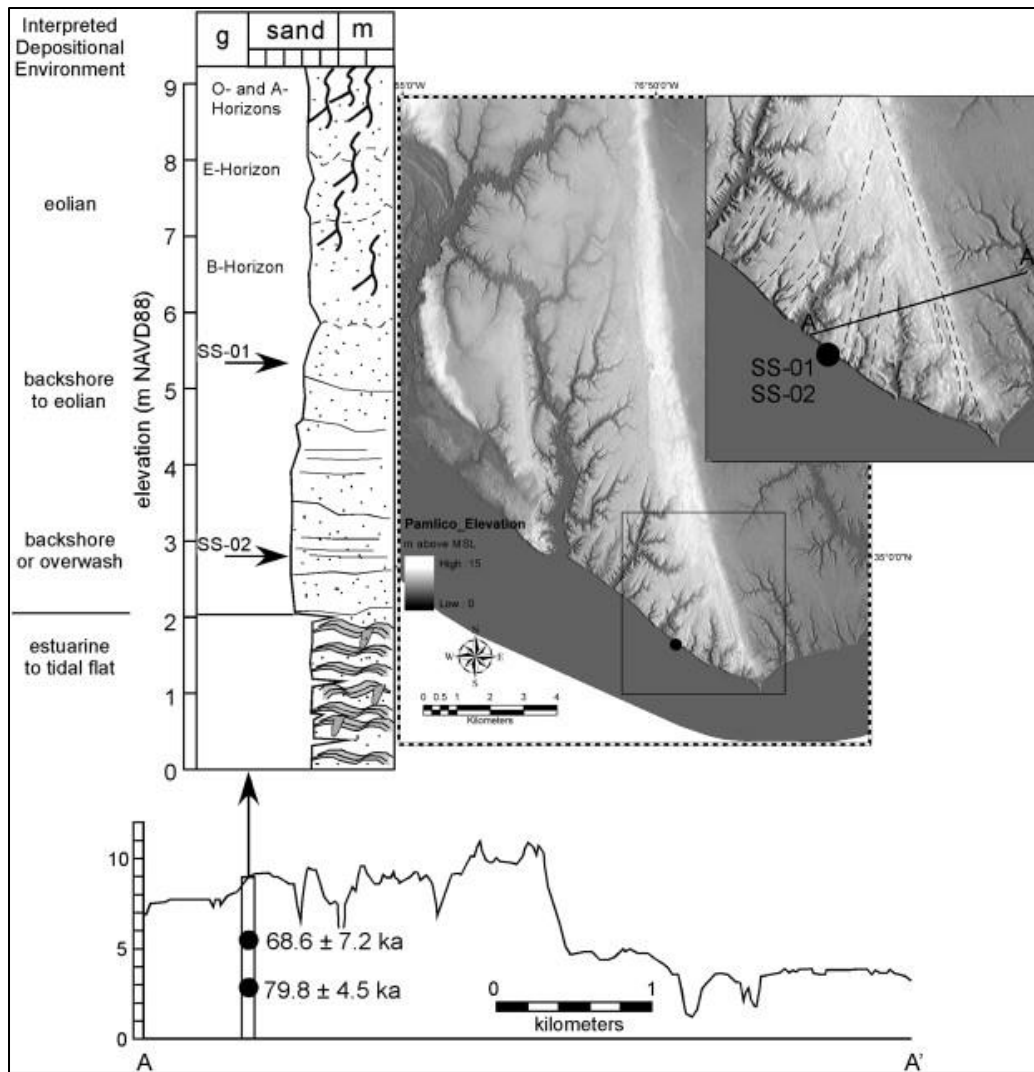 Interpreted
Depositional
Environment
g
sand
m
elevation (m NAVD88)
9
8
7
6
5
4
3
2
1
0
O- and A-
Horizons
E-Horizon
B-Horizon
SS-01
SS-02
eolian
backshore
to eolian
backshore
or overwash
estuarine
to tidal flat
55'0"W
76°50'0"W
35°0'0"N
Pamlico_Elevation
m above MSL
High : 15
Low : 0
N
W
E
S
0 0.5 1 2 3 4
Kilometers
A
A'
SS-01
SS-02
10
5
0
68.6 ± 7.2 ka
79.8 ± 4.5 ka
0 1
kilometers
A
A'